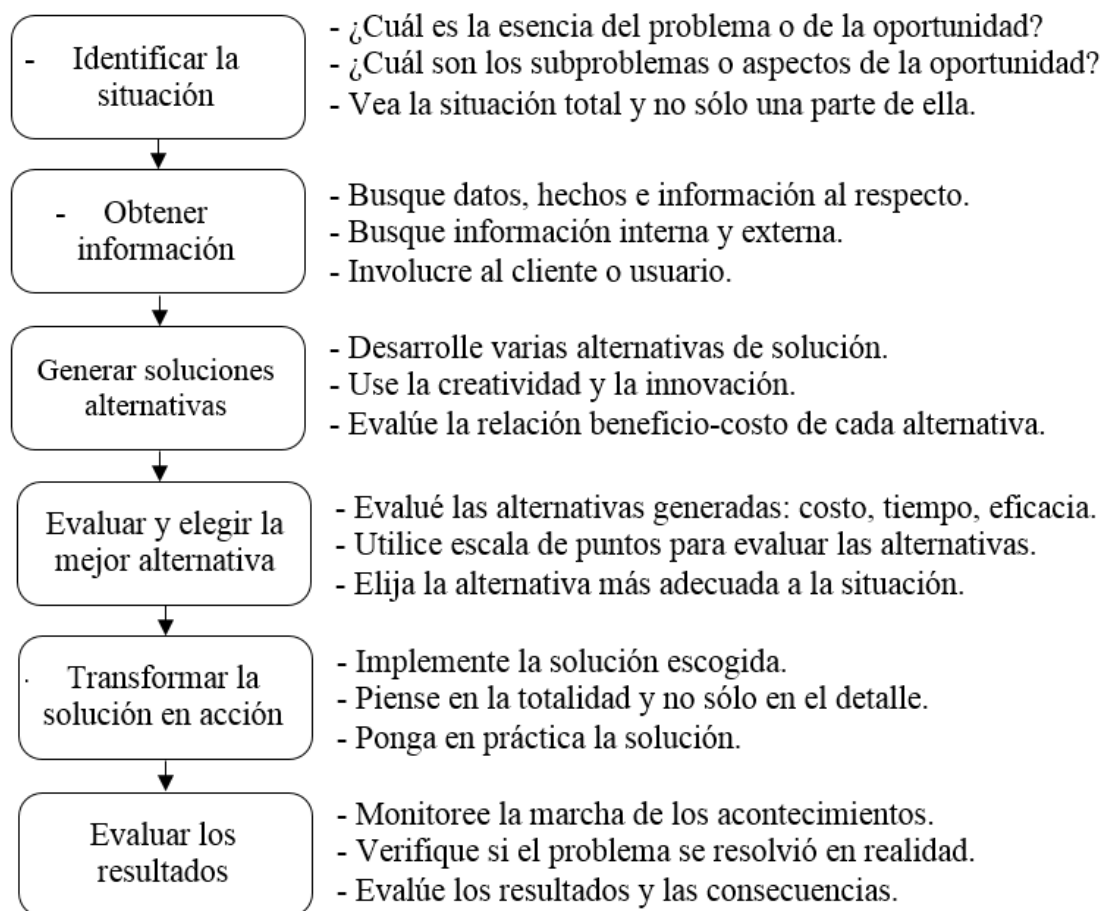 - Identificar la
situación
- ¿Cuál es la esencia del problema o de la oportunidad?
- ¿Cuál son los subproblemas o aspectos de la oportunidad?
- Vea la situación total y no sólo una parte de ella.
- Obtener
información
- Busque datos, hechos e información al respecto.
- Busque información interna y externa.
- Involucre al cliente o usuario.
Generar soluciones
alternativas
- Desarrolle varias alternativas de solución.
- Use la creatividad y la innovación.
- Evalúe la relación beneficio-costo de cada alternativa.
Evaluar y elegir la
mejor alternativa
- Evalué las alternativas generadas: costo, tiempo, eficacia.
- Utilice escala de puntos para evaluar las alternativas.
- Elija la alternativa más adecuada a la situación.
Transformar la
solución en acción
- Implemente la solución escogida.
- Piense en la totalidad y no sólo en el detalle.
- Ponga en práctica la solución.
Evaluar los
resultados
- Monitoree la marcha de los acontecimientos.
- Verifique si el problema se resolvió en realidad.
- Evalúe los resultados y las consecuencias.